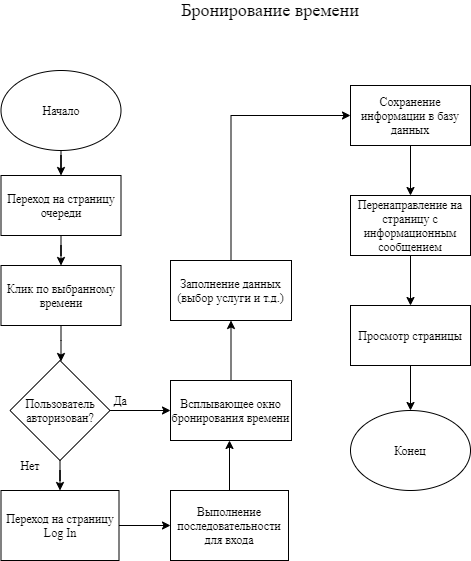 Бронирование времени
Начало
Переход на страницу
очереди
Клик по выбранному
времени
Пользователь
авторизован?
Да
Нет
Переход на страницу
Log In
Выполнение
последовательности
для входа
Всплывающее окно
бронирования времени
Заполнение данных
(выбор услуги и т.д.)
Сохранение
информации в базу
данных
Перенаправление на
страницу с
информационным
сообщением
Просмотр страницы
Конец